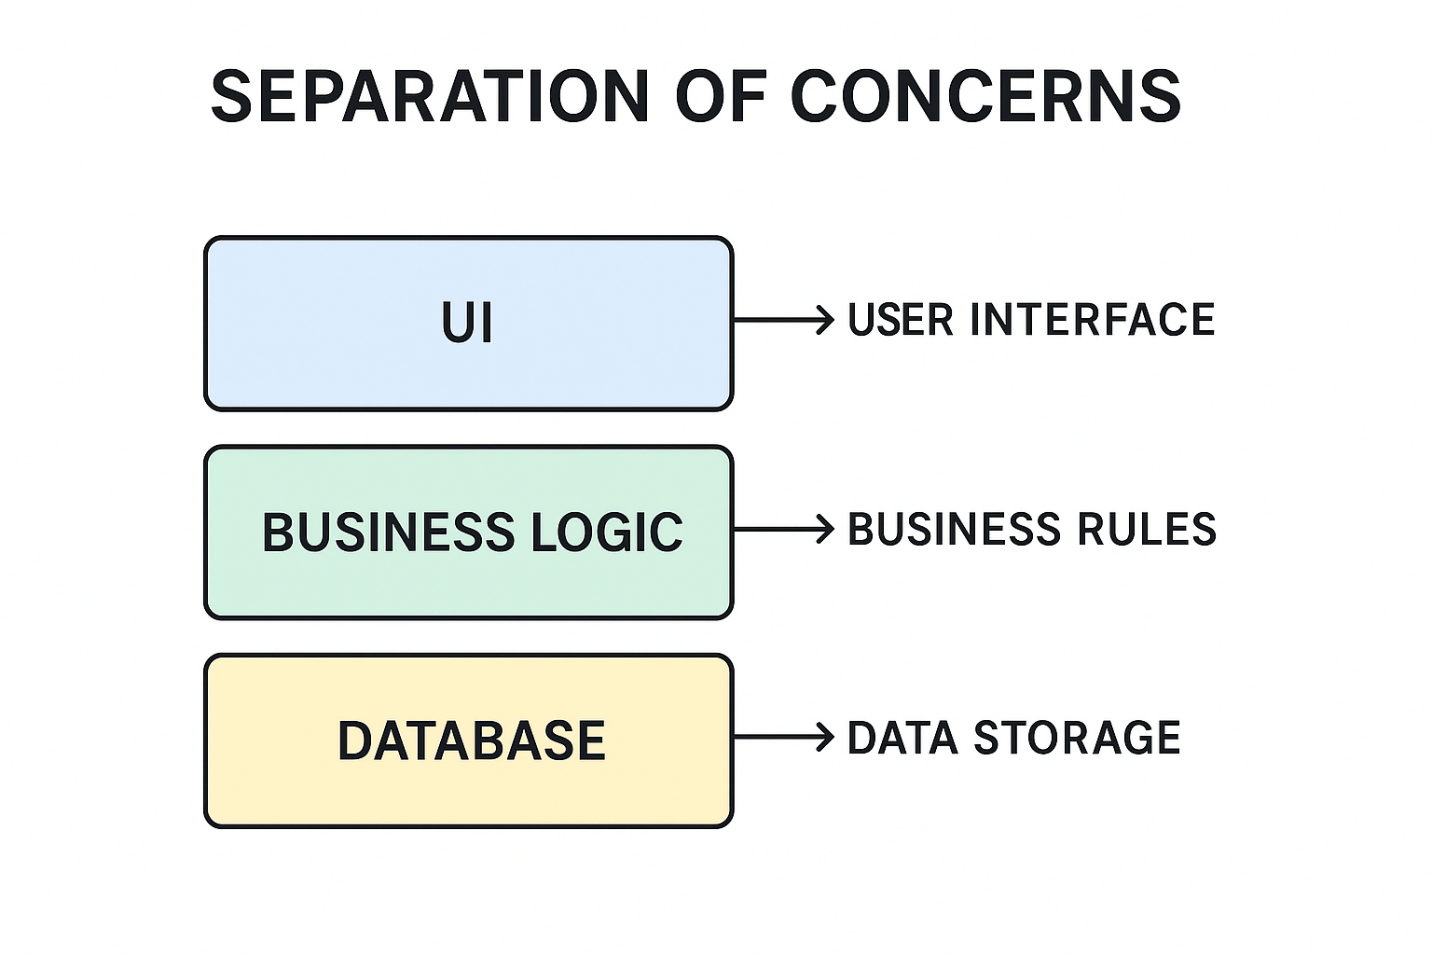 SEPARATION OF CONCERNS
UI
USER INTERFACE
BUSINESS LOGIC
BUSINESS RULES
DATABASE
DATA STORAGE